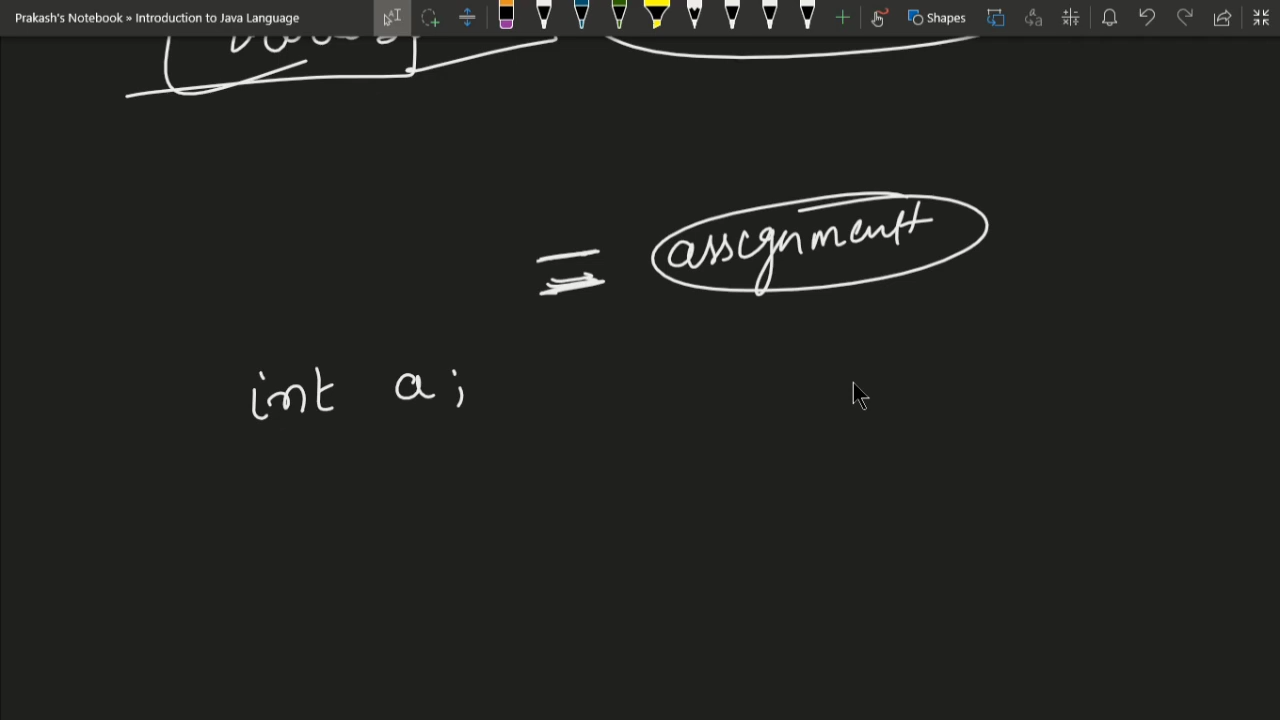 Prakash's Notebook » Introduction to Java Language
Shapes
= assignment
int a;